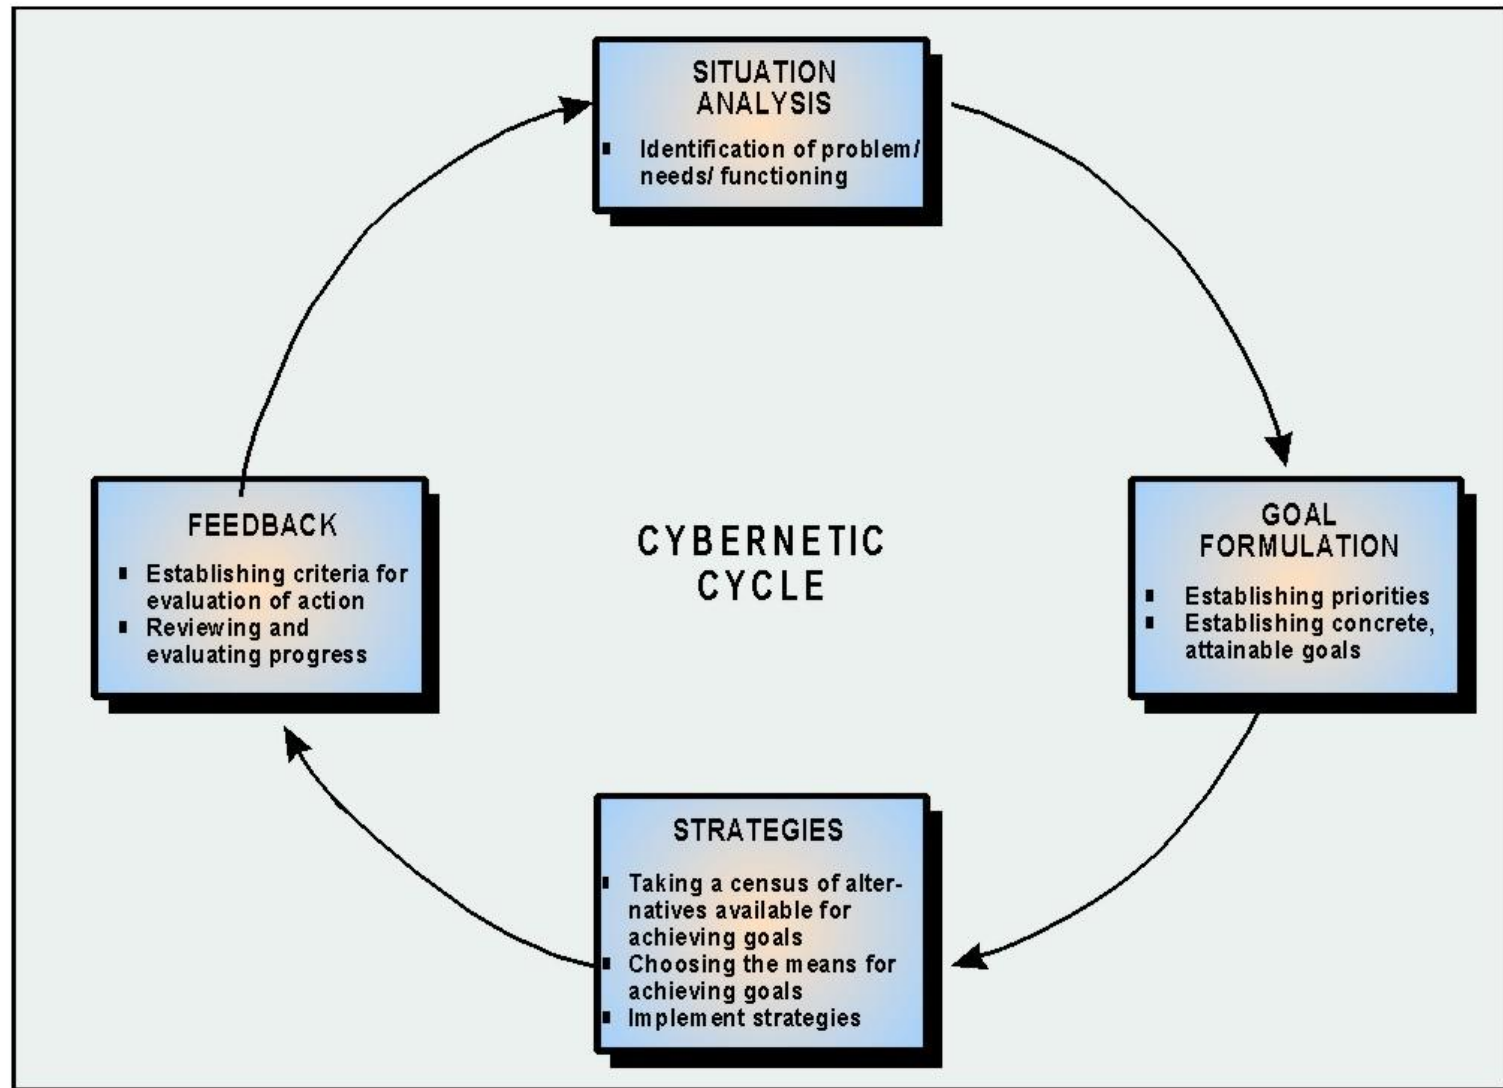 SITUATION
ANALYSIS
▪ Identification of problem/
needs/ functioning
GOAL
FORMULATION
▪ Establishing priorities
▪ Establishing concrete,
attainable goals
STRATEGIES
▪ Taking a census of alter-
natives available for
achieving goals
▪ Choosing the means for
achieving goals
▪ Implement strategies
FEEDBACK
▪ Establishing criteria for
evaluation of action
▪ Reviewing and
evaluating progress
CYBERNETIC
CYCLE